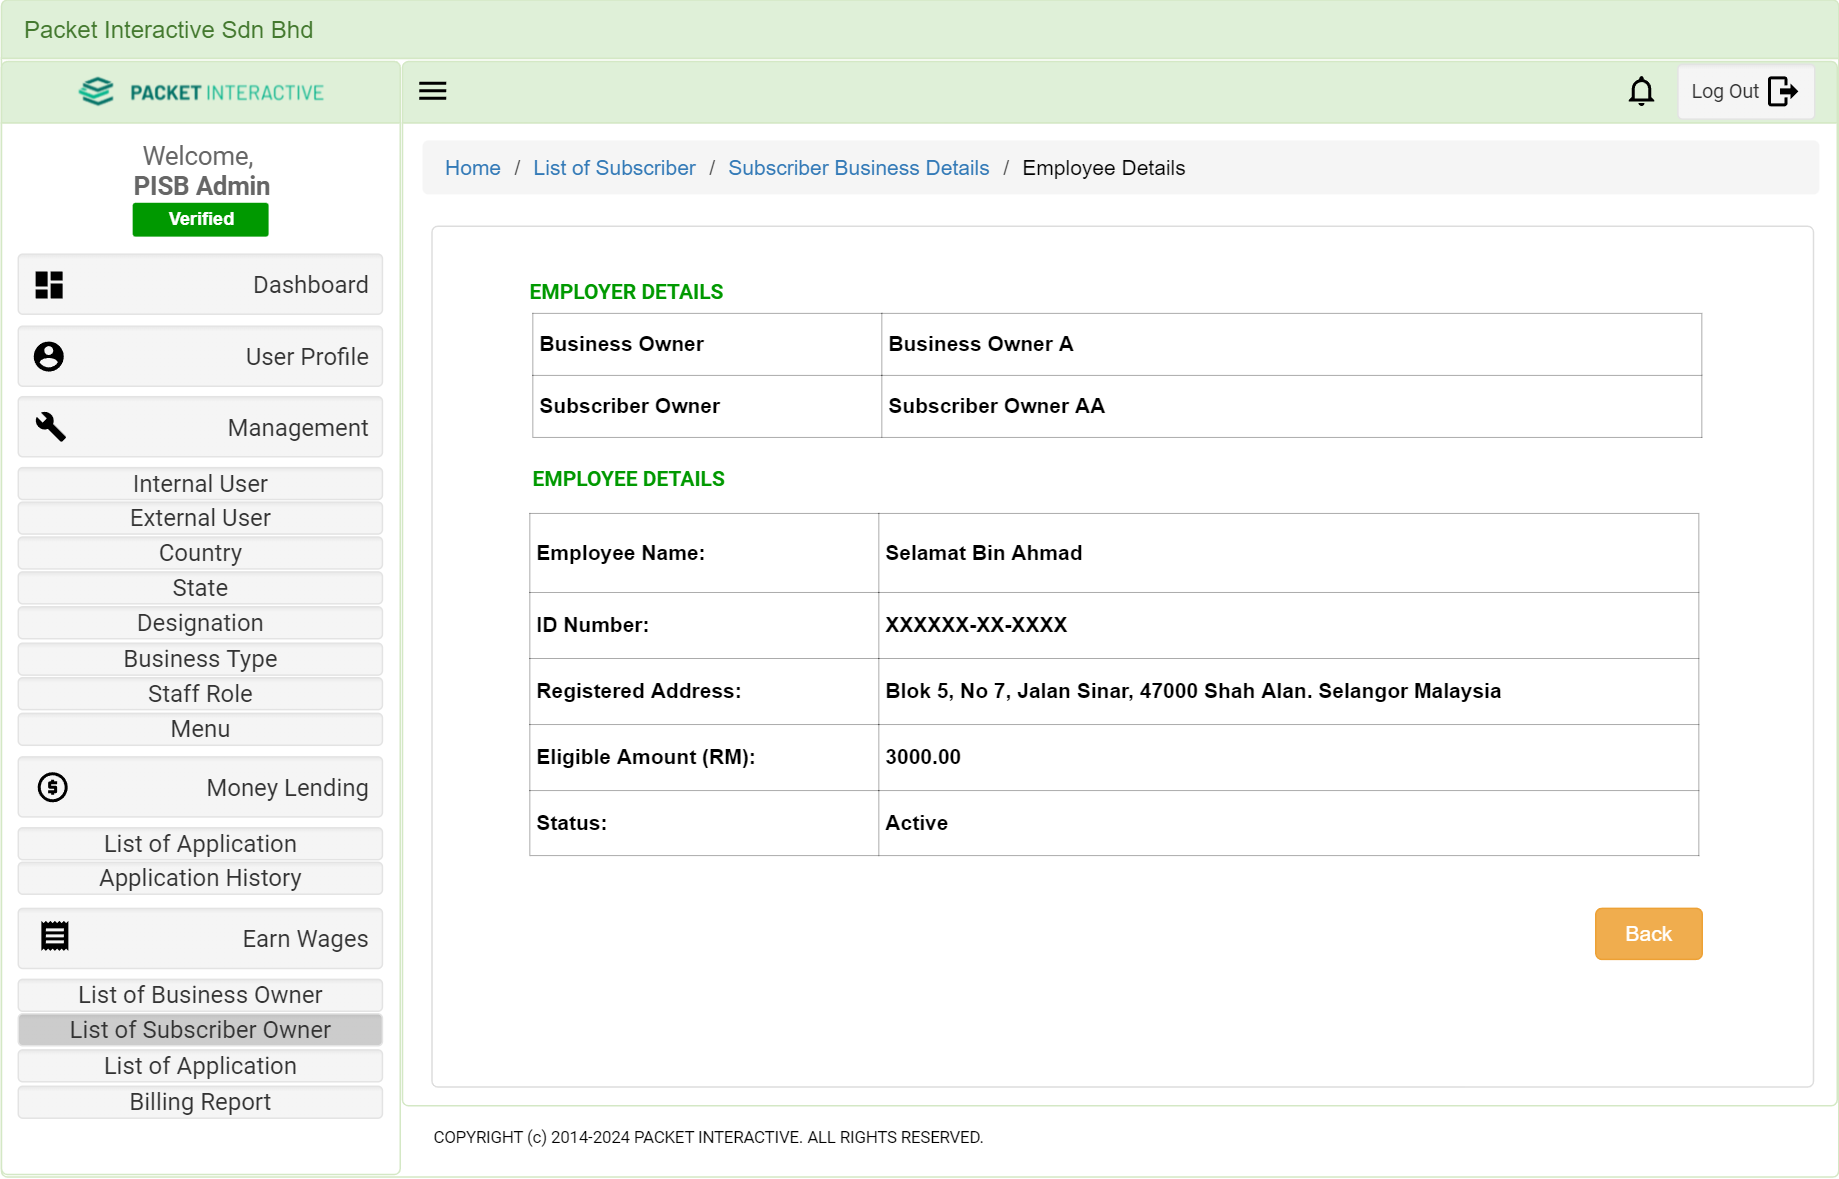 Packet Interactive Sdn Bhd
PACKET INTERACTIVE
Log Out
Welcome,
PISB Admin
Verified
Dashboard
User Profile
Management
Internal User
External User
Country
State
Designation
Business Type
Staff Role
Menu
Money Lending
List of Application
Application History
Earn Wages
List of Business Owner
List of Subscriber Owner
List of Application
Billing Report
Home / List of Subscriber / Subscriber Business Details / Employee Details
EMPLOYER DETAILS
Business Owner Business Owner A
Subscriber Owner Subscriber Owner AA
EMPLOYEE DETAILS
Employee Name: Selamat Bin Ahmad
ID Number: XXXXXX-XX-XXXX
Registered Address: Blok 5, No 7, Jalan Sinar, 47000 Shah Alan. Selangor Malaysia
Eligible Amount (RM): 3000.00
Status: Active
Back
COPYRIGHT (c) 2014-2024 PACKET INTERACTIVE. ALL RIGHTS RESERVED.